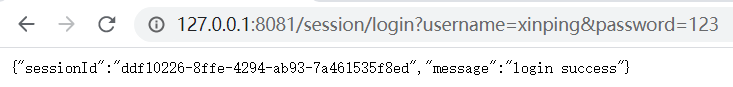 127.0.0.1:8081/session/login?username=xinping&password=123
{"sessionId":"ddf10226-8ffe-4294-ab93-7a461535f8ed","message":"login success"}